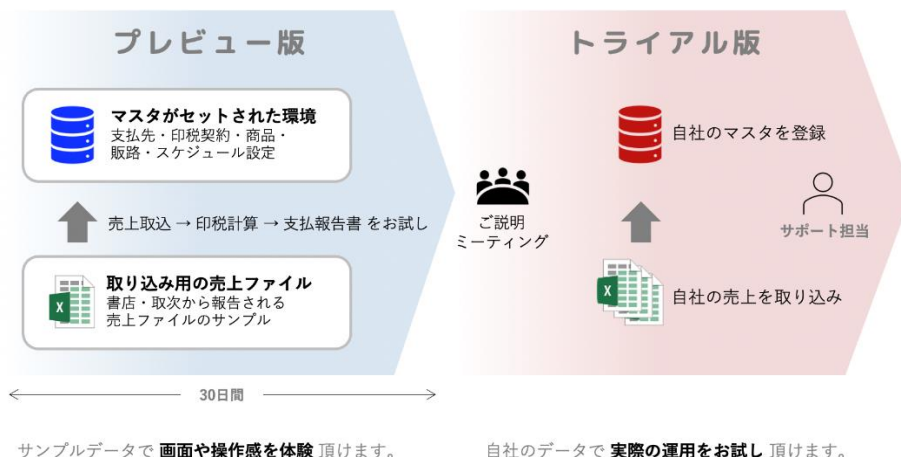 プレビュー版
マスタがセットされた環境
支払先・印税契約・商品・
販路・スケジュール設定
売上取込 → 印税計算 → 支払報告書 をお試し
取り込み用の売上ファイル
書店・取次から報告される
売上ファイルのサンプル
X
30日間
サンプルデータで 画面や操作感を体験 頂けます。
ご説明
ミーティング
トライアル版
自社のマスタを登録
サポート担当
X
自社の売上を取り込み
自社のデータで 実際の運用をお試し 頂けます。